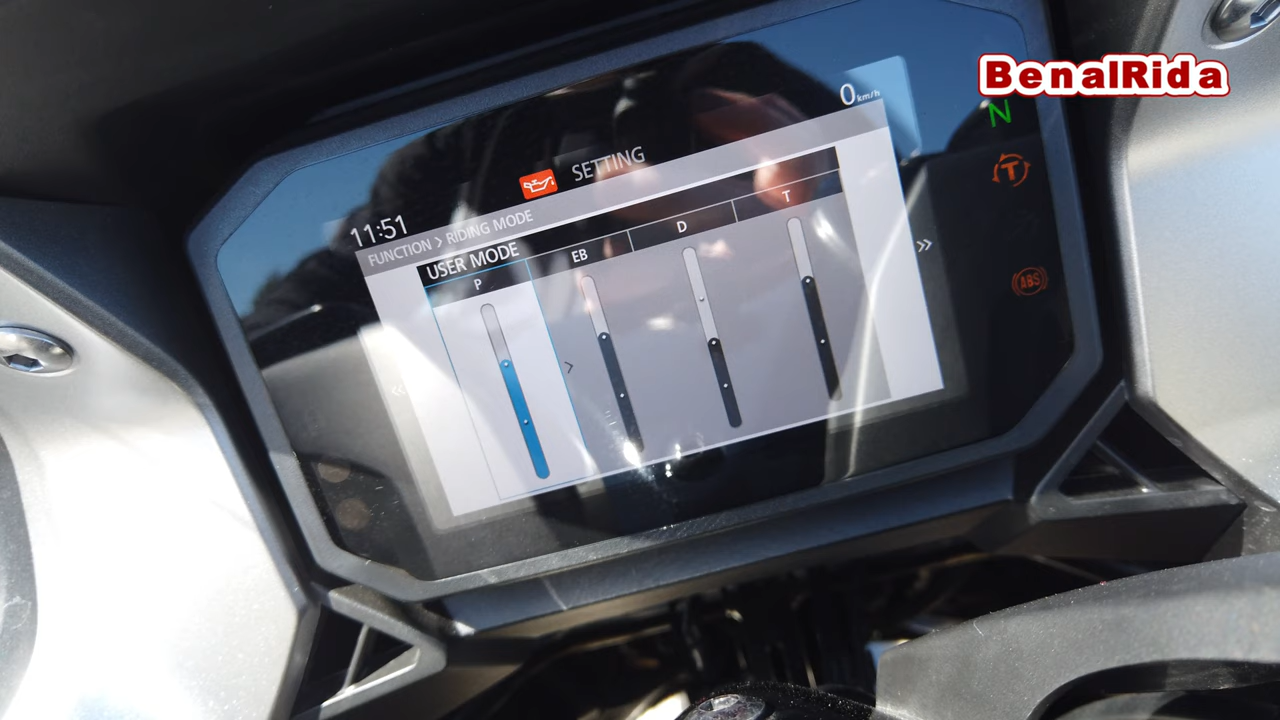 BenalRida
0 km/h
N
SETTING
T
11:51
FUNCTION > RIDING MODE
USER MODE
P
EB
D
T
»
ABS
«
>